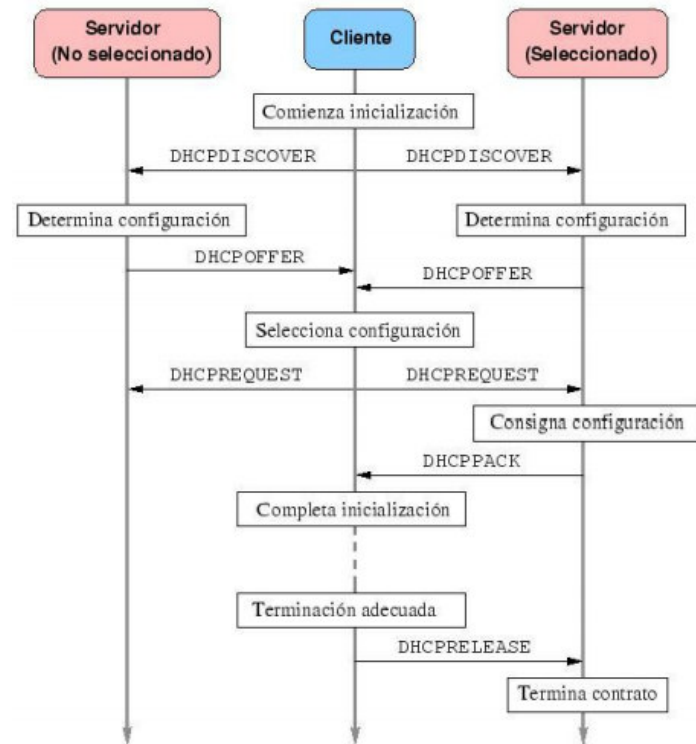 Servidor
(No seleccionado)
Cliente
Servidor
(Seleccionado)
Comienza inicialización
DHCPDISCOVER
DHCPDISCOVER
Determina configuración
Determina configuración
DHCPOFFER
DHCPOFFER
Selecciona configuración
DHCPREQUEST
DHCPREQUEST
Consigna configuración
DHCPPACK
Completa inicialización
Terminación adecuada
DHCPRELEASE
Termina contrato